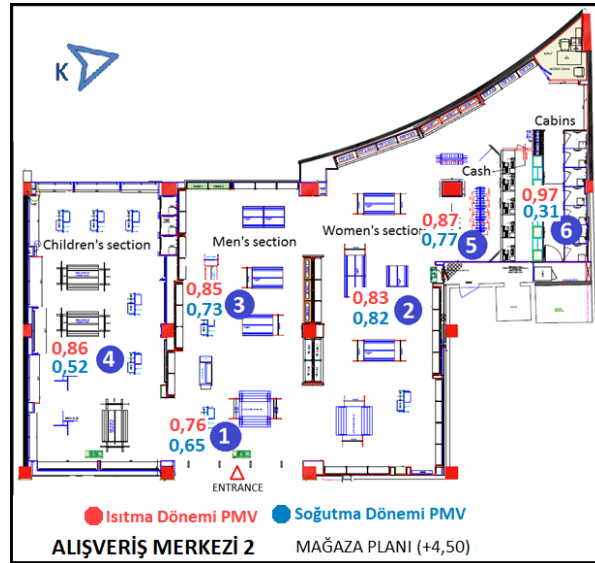 K
Cabins
Cash
0,97
0,31
6
0,87
0,77
5
Children's section
Men's section
Women's section
0,85
0,73
3
0,83
0,82
2
0,86
0,52
4
0,76
0,65
1
ENTRANCE
Isıtma Dönemi PMV
Soğutma Dönemi PMV
ALIŞVERİŞ MERKEZİ 2
MAĞAZA PLANI (+4,50)